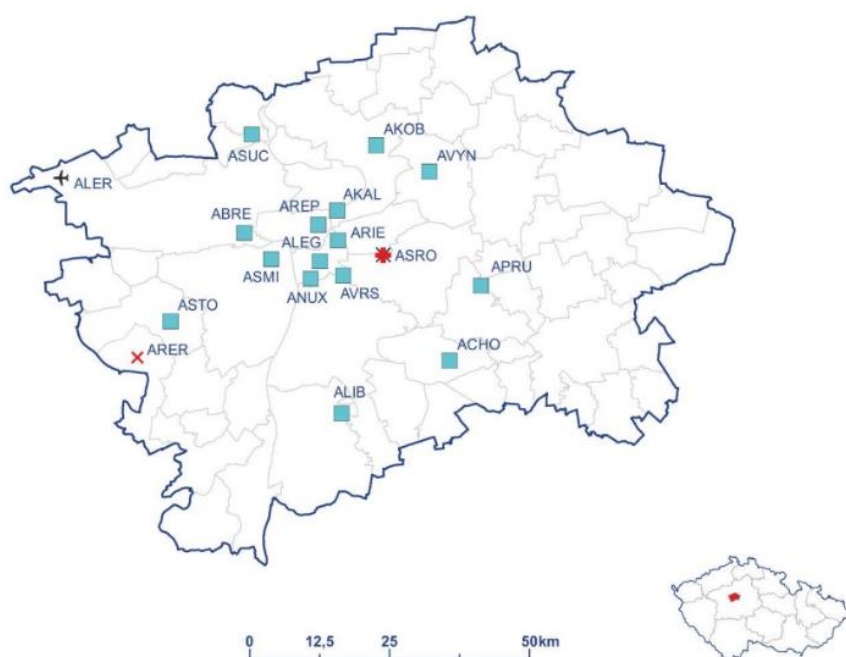 AKOB
ASUC
AVYN
ALER
AKAL
AREP
ABRE
ARIE
ALEG
ASRO
ASMI
APRU
ANUX
AVRS
ASTO
ARER
ACHO
ALIB
0 12,5 25 50km